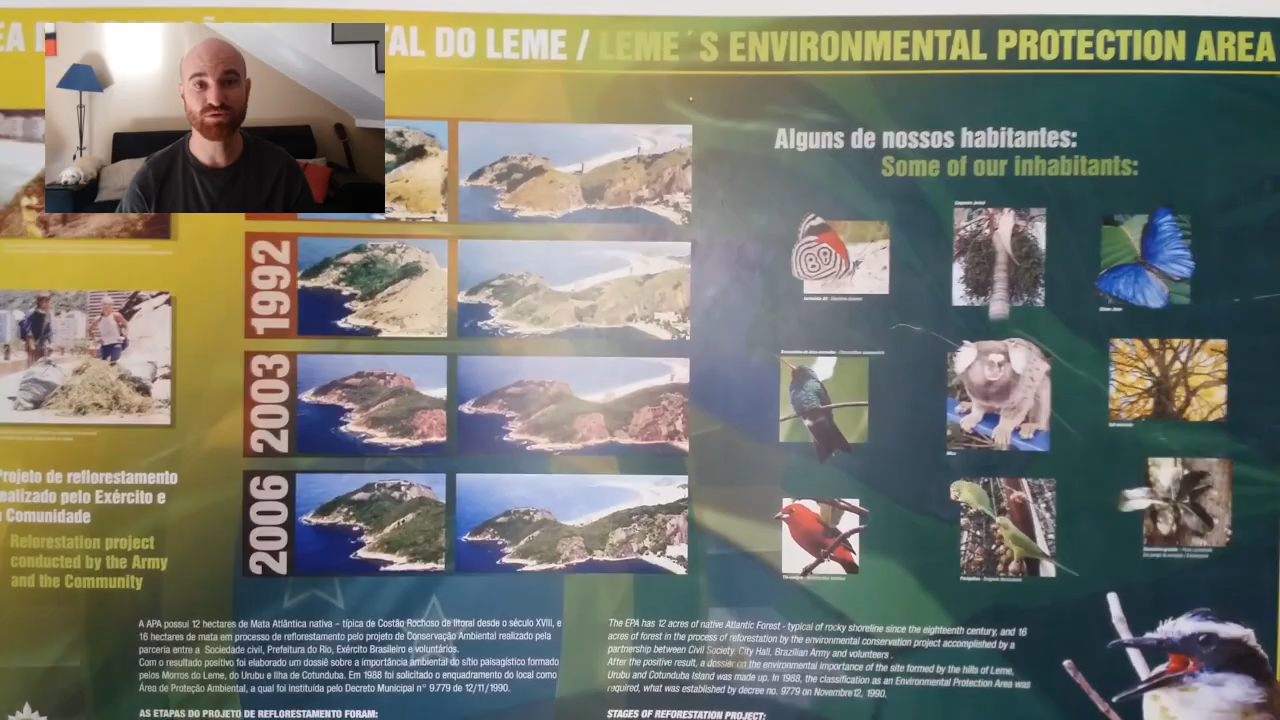 TAL DO LEME / LEME´S ENVIRONMENTAL PROTECTION AREA
Alguns de nossos habitantes:
Some of our inhabitants:
1992
2003
2006
Projeto de reflorestamento
realizado pelo Exército e
Comunidade
Reforestation project
conducted by the Army
and the Community
A APA possui 12 hectares de Mata Atlântica nativa – típica de Costão Rochoso de litoral desde o século XVIII, e
16 hectares de mata em processo de reflorestamento pelo projeto de Conservação Ambiental realizado pela
parceria entre a Sociedade civil, Prefeitura do Rio, Exército Brasileiro e voluntários.
Com o resultado positivo foi elaborado um dossiê sobre a importância ambiental do sítio paisagístico formado
pelos Morros do Leme, do Urubu e Ilha de Cotunduba. Em 1988 foi solicitado o enquadramento do local como
Área de Proteção Ambiental, a qual foi instituída pelo Decreto Municipal n° 9.779 de 12/11/1990.
AS ETAPAS DO PROJETO DE REFLORESTAMENTO FORAM:
The EPA has 12 acres of native Atlantic Forest - typical of rocky shoreline since the eighteenth century, and 16
acres of forest in the process of reforestation by the environmental conservation project accomplished by a
partnership between Civil Society, City Hall, Brazilian Army and volunteers .
After the positive result, a dossier on the environmental importance of the site formed by the hills of Leme,
Urubu and Cotunduba Island was made up. In 1988, the classification as an Environmental Protection Area was
required, what was established by decree no. 9779 on Novembre12, 1990.
STAGES OF REFORESTATION PROJECT: